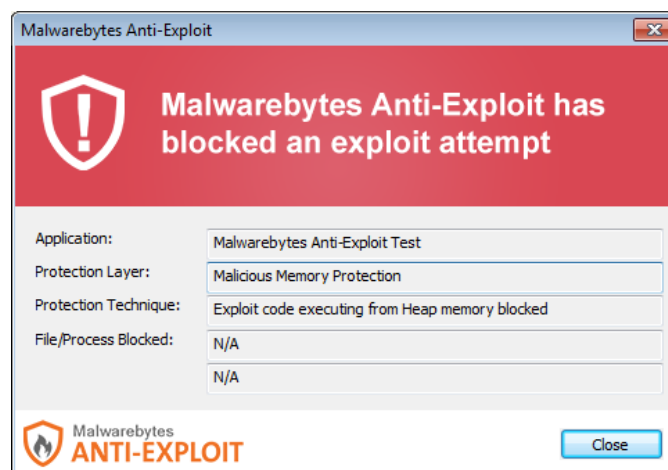 Malwarebytes Anti-Exploit
Malwarebytes Anti-Exploit has
blocked an exploit attempt
Application:
Malwarebytes Anti-Exploit Test
Protection Layer:
Malicious Memory Protection
Protection Technique:
Exploit code executing from Heap memory blocked
File/Process Blocked:
N/A
N/A
Malwarebytes
ANTI-EXPLOIT
Close